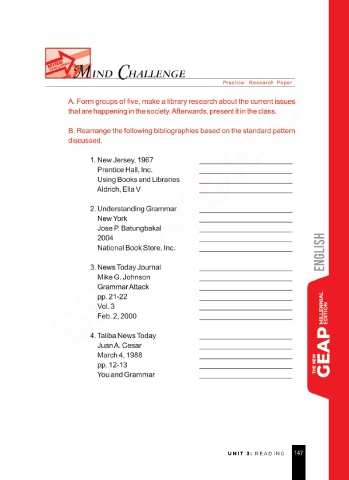 MIND
MIND CHALLENGE
Practice: Research Paper
A. Form groups of five, make a library research about the current issues
that are happening in the society. Afterwards, present it in the class.
B. Rearrange the following bibliographies based on the standard pattern
discussed.
1. New Jersey, 1967
Prentice Hall, Inc.
Using Books and Libraries
Aldrich, Ella V
2. Understanding Grammar
New York
Jose P. Batungbakal
2004
National Book Store, Inc.
3. News Today Journal
Mike G. Johnson
Grammar Attack
pp. 21-22
Vol. 3
Feb. 2, 2000
4. Taliba News Today
Juan A. Cesar
March 4, 1988
pp. 12-13
You and Grammar
ENGLISH
THE NEW
GEAP
MILLENNIAL
EDITION
UNIT 3: READING 147